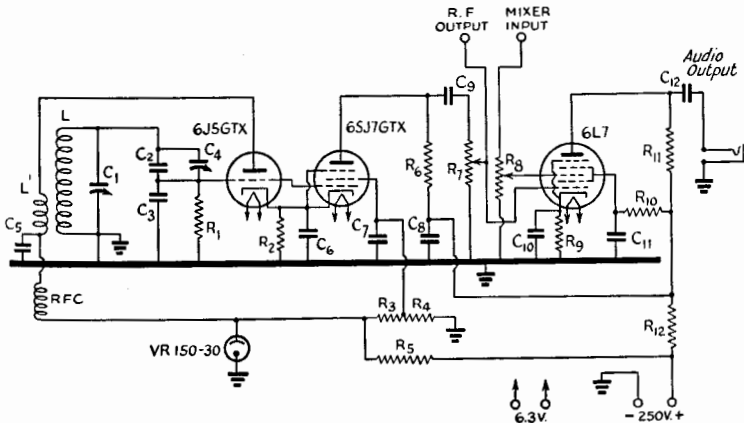 R.F. OUTPUT
MIXER INPUT
Audio Output
C12
C9
6J5GTX
6SJ7GTX
6L7
L
L'
C1
C2
C4
C3
R1
R2
C5
C6
C7
R6
C8
R7
R8
C10
R9
C11
R10
R11
RFC
R3
R4
R5
R12
VR 150-30
6.3V.
- 250V. +